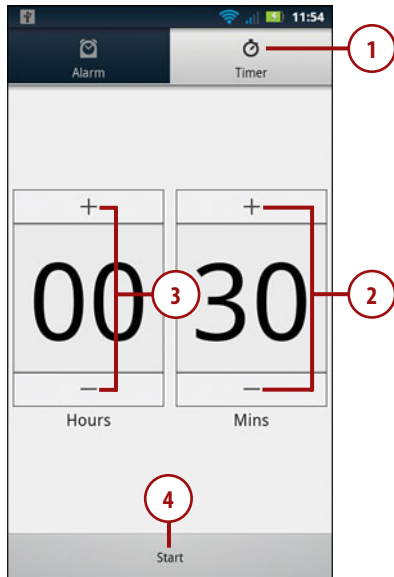 11:54
Alarm
Timer
1
+ +
00 30
3
2
− −
Hours Mins
4
Start